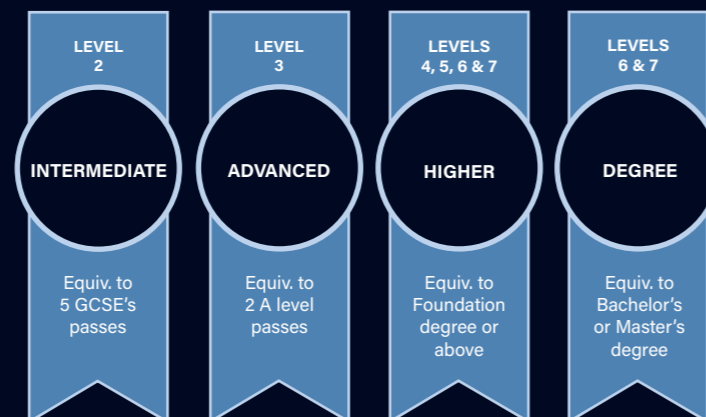 LEVEL
2
INTERMEDIATE
Equiv. to
5 GCSE's
passes
LEVEL
3
ADVANCED
Equiv. to
2 A level
passes
LEVELS
4, 5, 6 & 7
HIGHER
Equiv. to
Foundation
degree or
above
LEVELS
6 & 7
DEGREE
Equiv. to
Bachelor's
or Master's
degree